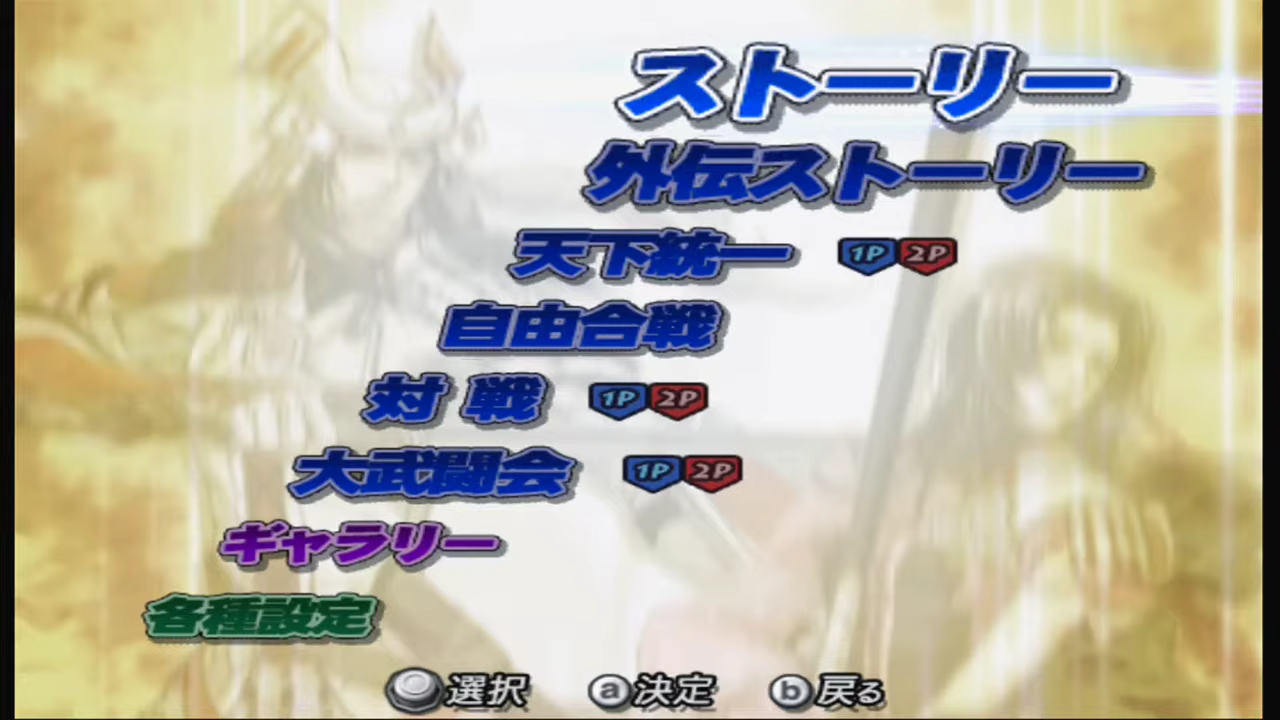 ストーリー
外伝ストーリー
天下統一 1P 2P
自由合戦
対戦 1P 2P
大武闘会 1P 2P
ギャラリー
各種設定
選択 a 決定 b 戻る